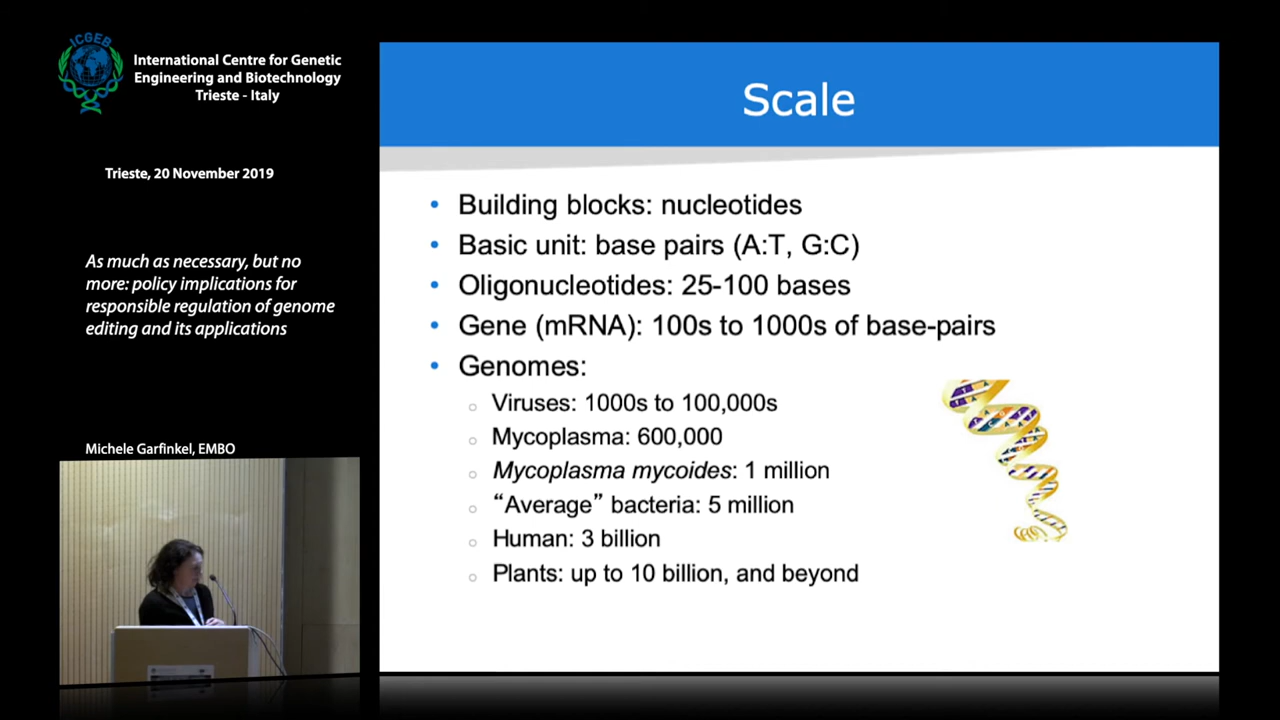 ICGEB
International Centre for Genetic
Engineering and Biotechnology
Trieste - Italy
Trieste, 20 November 2019
As much as necessary, but no
more: policy implications for
responsible regulation of genome
editing and its applications
Michele Garfinkel, EMBO
Scale
• Building blocks: nucleotides
• Basic unit: base pairs (A:T, G:C)
• Oligonucleotides: 25-100 bases
• Gene (mRNA): 100s to 1000s of base-pairs
• Genomes:
○ Viruses: 1000s to 100,000s
○ Mycoplasma: 600,000
○ Mycoplasma mycoides: 1 million
○ “Average” bacteria: 5 million
○ Human: 3 billion
○ Plants: up to 10 billion, and beyond